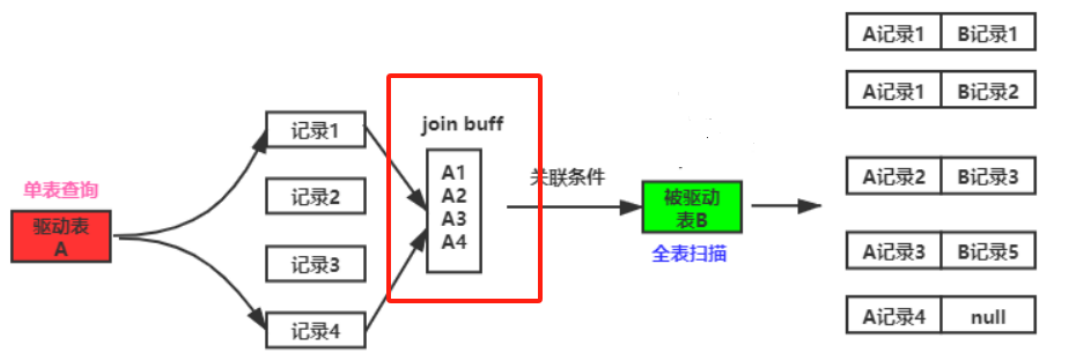 单表查询
驱动表
A
记录1
记录2
记录3
记录4
join buff
A1
A2
A3
A4
关联条件
被驱动
表B
全表扫描
A记录1 B记录1
A记录1 B记录2
A记录2 B记录3
A记录3 B记录5
A记录4 null